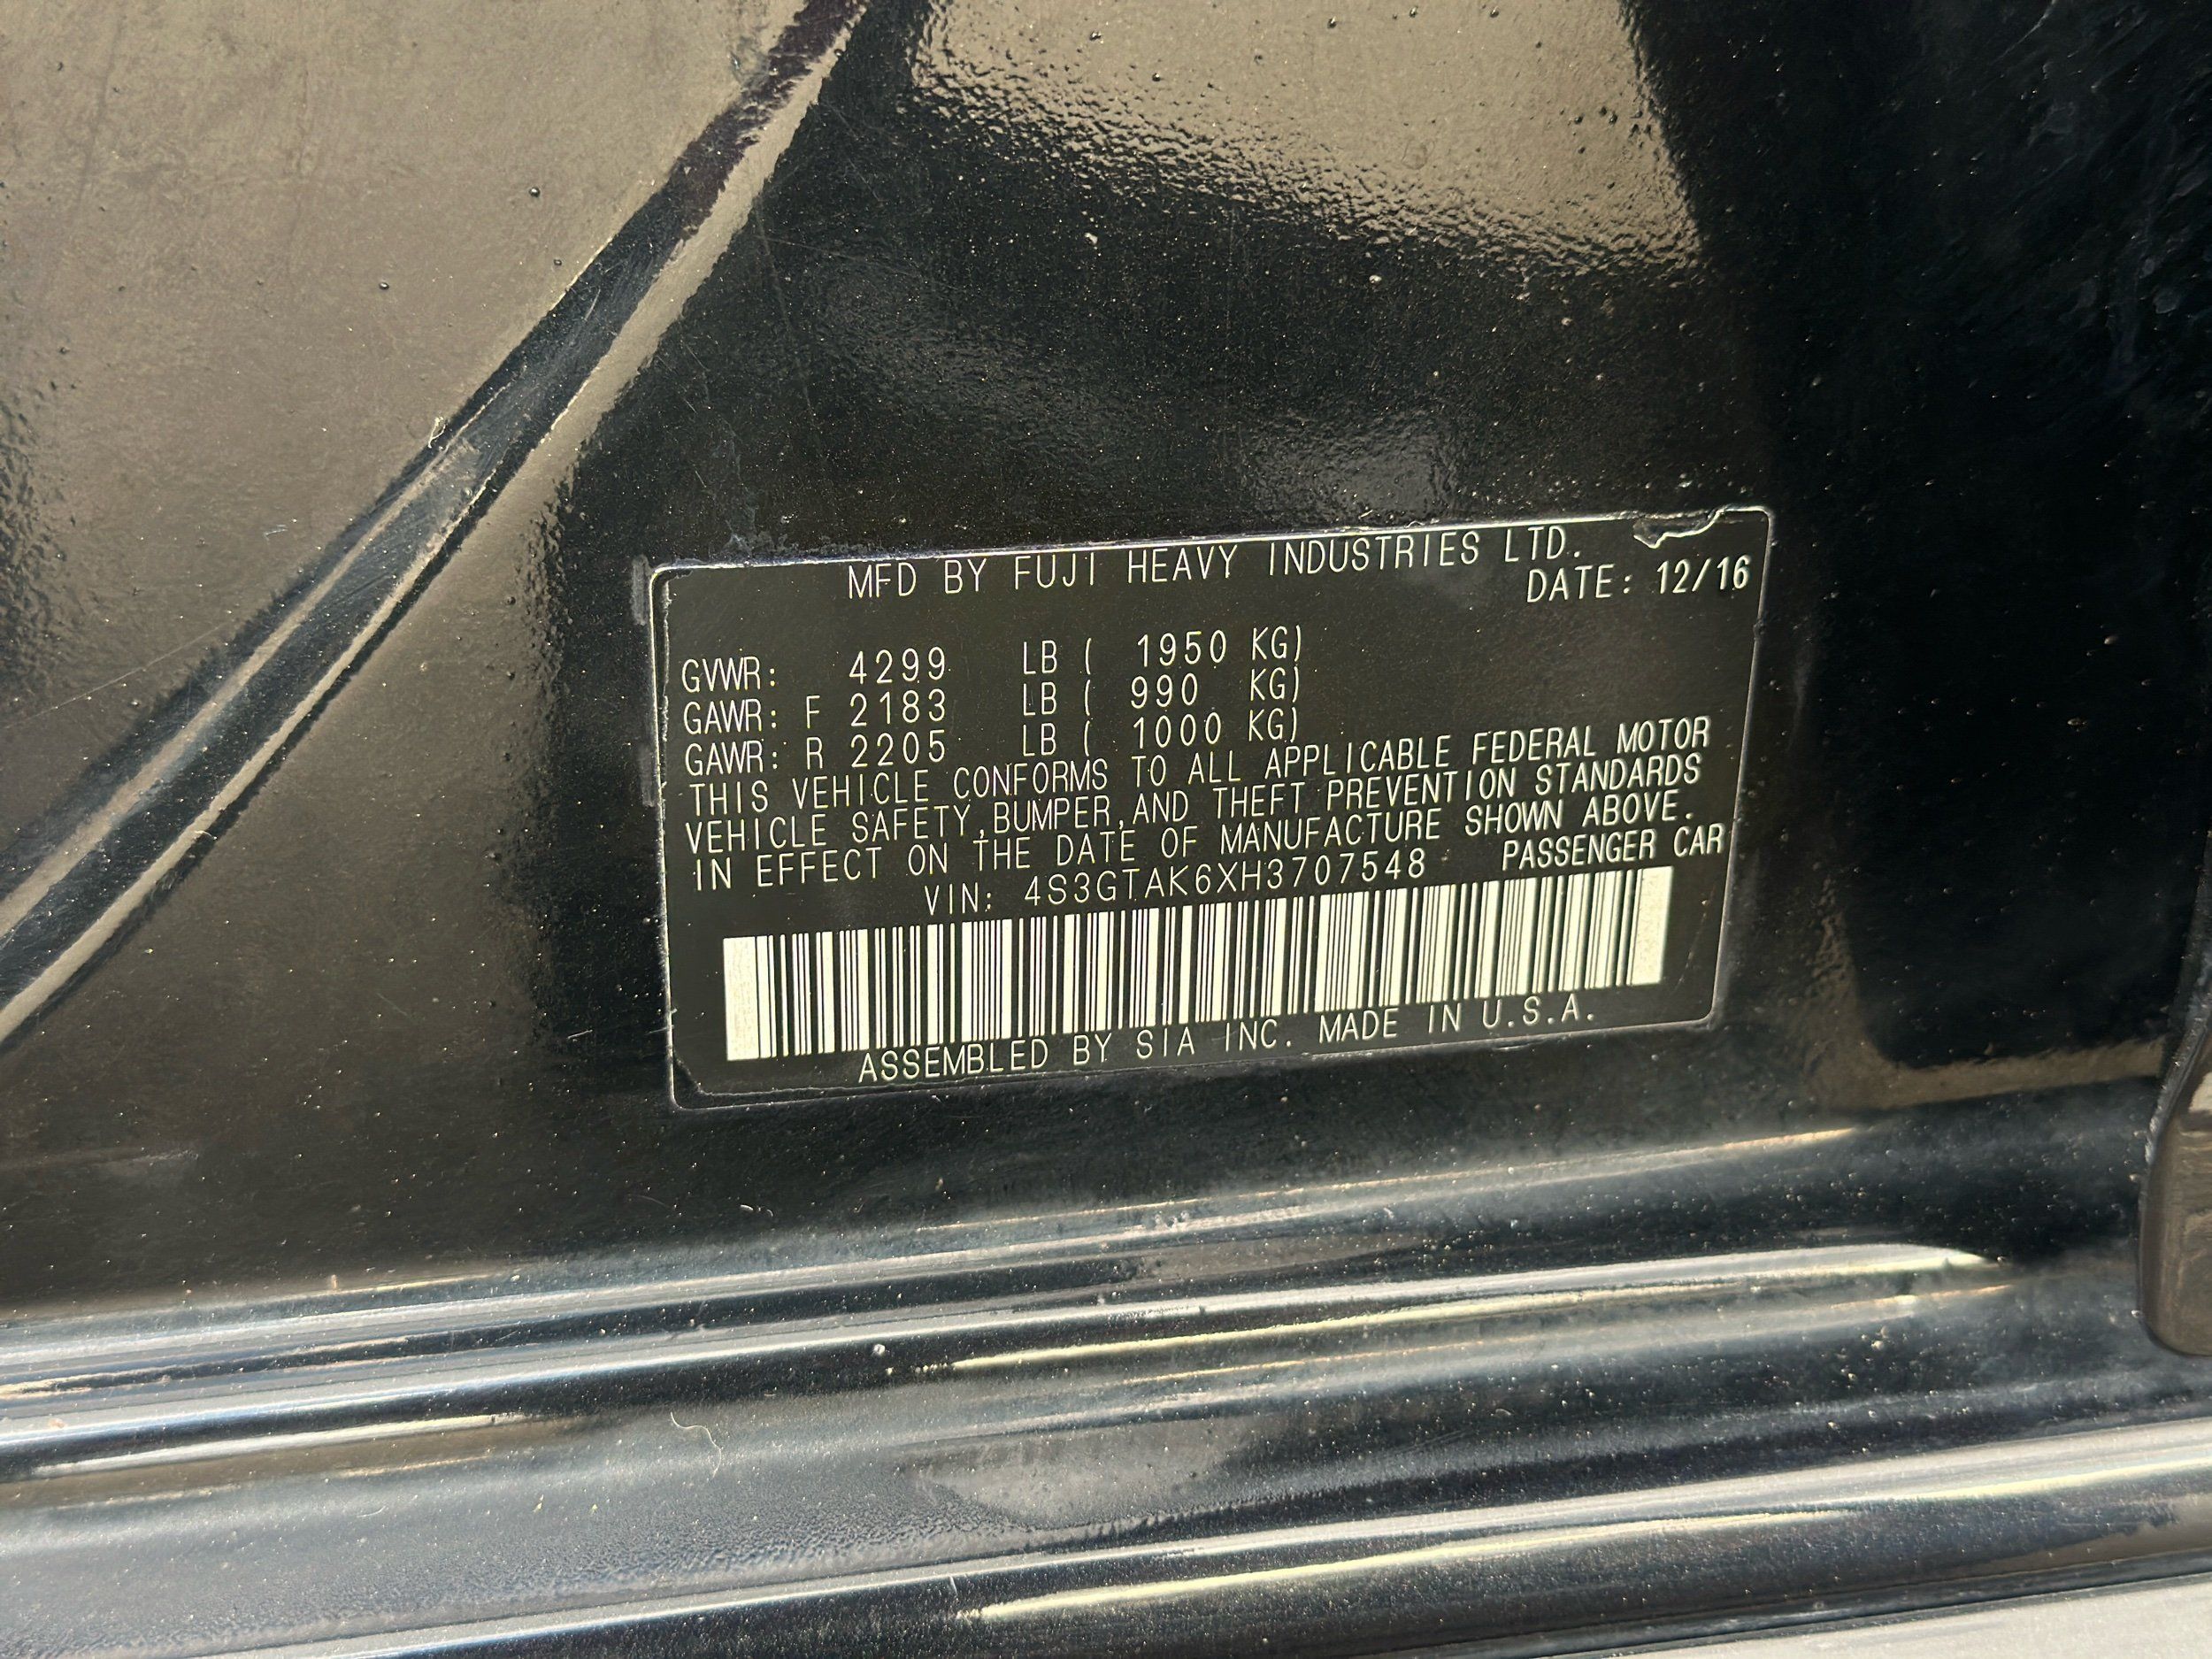 MFD BY FUJI HEAVY INDUSTRIES LTD.
DATE: 12/16
GVWR: 4299 LB ( 1950 KG)
GAWR: F 2183 LB ( 990 KG)
GAWR: R 2205 LB ( 1000 KG)
THIS VEHICLE CONFORMS TO ALL APPLICABLE FEDERAL MOTOR
VEHICLE SAFETY,BUMPER,AND THEFT PREVENTION STANDARDS
IN EFFECT ON THE DATE OF MANUFACTURE SHOWN ABOVE.
VIN: 4S3GTAK6XH3707548 PASSENGER CAR
ASSEMBLED BY SIA INC. MADE IN U.S.A.